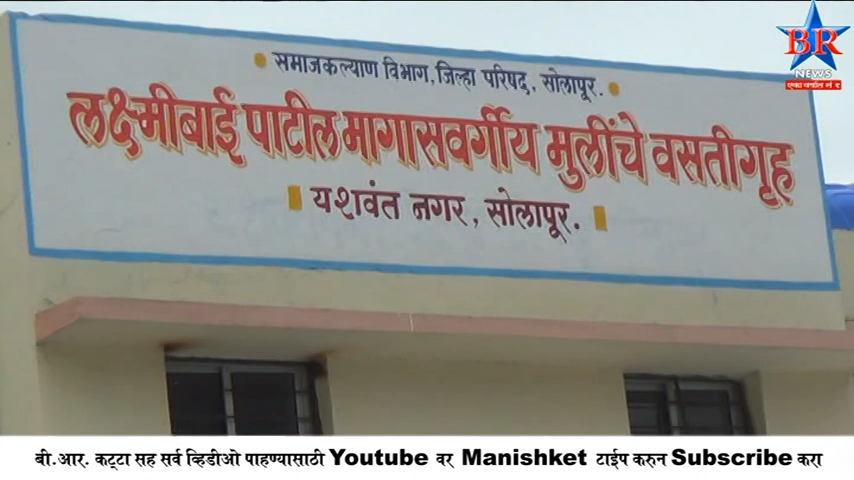 BR
NEWS
समाजकल्याण विभाग, जिल्हा परिषद, सोलापूर.
लक्ष्मीबाई पाटील मागासवर्गीय मुलींचे वसतीगृह
यशवंत नगर, सोलापूर.
बी.आर. कट्टा सह सर्व व्हिडीओ पाहण्यासाठी Youtube वर Manishket टाईप करुन Subscribe करा